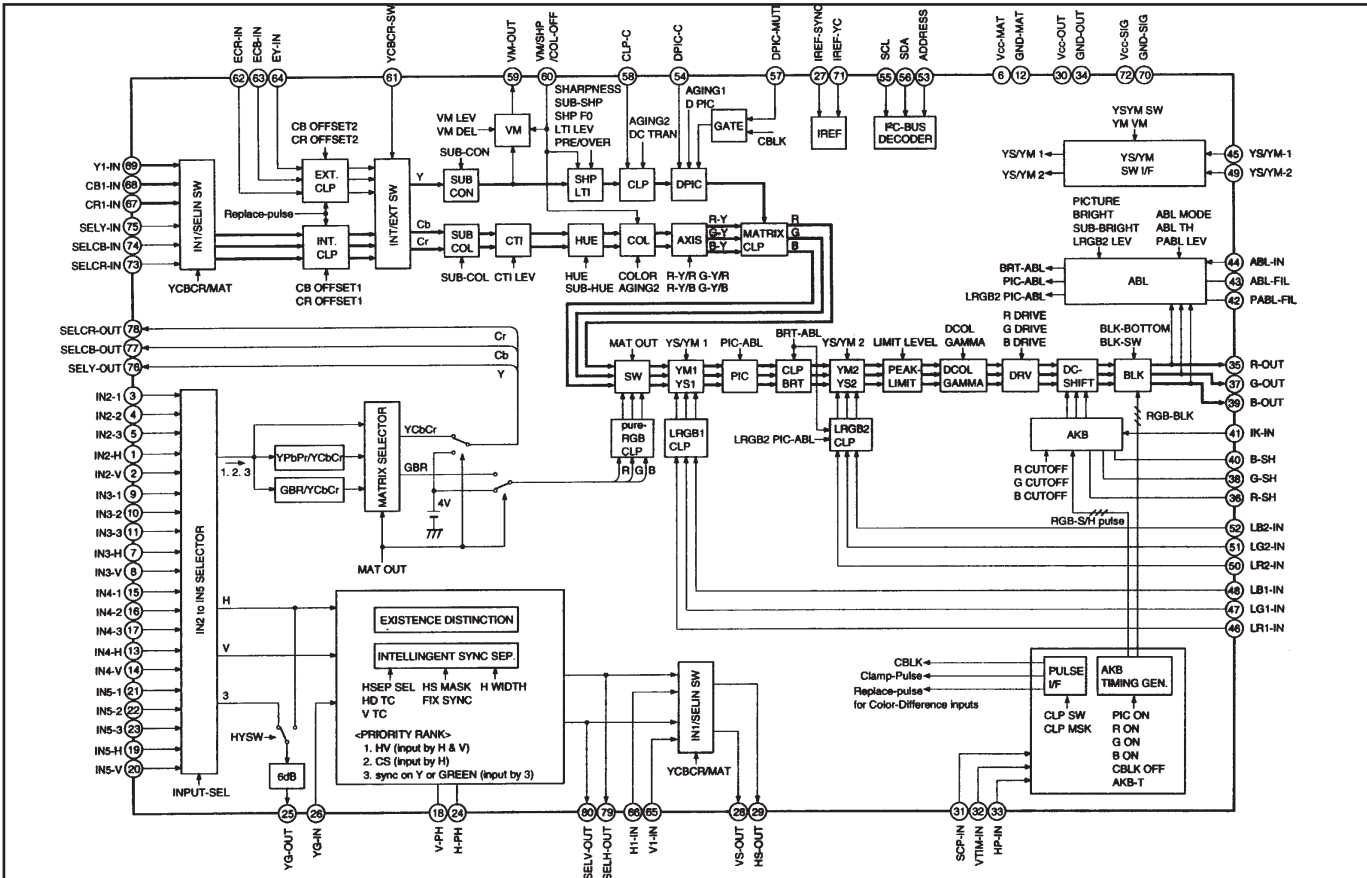 ECR-IN
ECB-IN
EY-IN
YCBCR-SW
VM-OUT
VM/SHP
/COL-OFF
CLP-C
DPIC-C
DPIC-MUTE
IREF-SYNC
IREF-YC
SCL
SDA
ADDRESS
Vcc-MAT
GND-MAT
Vcc-OUT
GND-OUT
Vcc-SIG
GND-SIG
62 63 64 61 59 60 58 54 57 27 71 55 56 53 6 12 30 34 72 70
CB OFFSET2
CR OFFSET2
VM LEV
VM DEL
VM
SHARPNESS
SUB-SHP
SHP F0
LTI LEV
PRE/OVER
AGING2
DC TRAN
AGING1
D PIC
GATE
CBLK
IREF
I²C-BUS
DECODER
YSYM SW
YM VM
YS/YM 1
YS/YM 2
YS/YM
SW I/F
45 YS/YM-1
49 YS/YM-2
Y1-IN 69
CB1-IN 68
CR1-IN 67
SELY-IN 75
SELCB-IN 74
SELCR-IN 73
IN1/SELIN SW
YCBCR/MAT
EXT.
CLP
Replace-pulse
INT.
CLP
CB OFFSET1
CR OFFSET1
INT/EXT SW
Y
Cb
Cr
SUB-CON
SUB
CON
SHP
LTI
CLP
DPIC
SUB
COL
SUB-COL
CTI
CTI LEV
HUE
HUE
SUB-HUE
COL
COLOR
AGING2
AXIS
R-Y/R G-Y/R
R-Y/B G-Y/B
R-Y
G-Y
B-Y
MATRIX
CLP
R
G
B
PICTURE
BRIGHT
SUB-BRIGHT
LRGB2 LEV
ABL MODE
ABL TH
PABL LEV
BRT-ABL
PIC-ABL
LRGB2 PIC-ABL
ABL
44 ABL-IN
43 ABL-FIL
42 PABL-FIL
SELCR-OUT 78
SELCB-OUT 77
SELY-OUT 76
Cr
Cb
Y
MAT OUT
YS/YM 1
PIC-ABL
BRT-ABL
YS/YM 2
LIMIT LEVEL
DCOL
GAMMA
R DRIVE
G DRIVE
B DRIVE
BLK-BOTTOM
BLK-SW
SW
YM1
YS1
PIC
CLP
BRT
YM2
YS2
PEAK-
LIMIT
DCOL
GAMMA
DRV
DC-
SHIFT
BLK
35 R-OUT
37 G-OUT
39 B-OUT
IN2-1 3
IN2-2 4
IN2-3 5
IN2-H 1
IN2-V 2
IN3-1 9
IN3-2 10
IN3-3 11
IN3-H 7
IN3-V 8
IN4-1 15
IN4-2 16
IN4-3 17
IN4-H 13
IN4-V 14
IN5-1 21
IN5-2 22
IN5-3 23
IN5-H 19
IN5-V 20
IN2 to IN5 SELECTOR
INPUT-SEL
1. 2. 3
YPbPr/YCbCr
GBR/YCbCr
MATRIX SELECTOR
YCbCr
GBR
4V
MAT OUT
pure-
RGB
CLP
R G B
LRGB1
CLP
LRGB2 PIC-ABL
LRGB2
CLP
AKB
RGB-BLK
R CUTOFF
G CUTOFF
B CUTOFF
RGB-S/H pulse
41 IK-IN
40 B-SH
38 G-SH
36 R-SH
52 LB2-IN
51 LG2-IN
50 LR2-IN
48 LB1-IN
47 LG1-IN
46 LR1-IN
H
V
3
HYSW
6dB
EXISTENCE DISTINCTION
INTELLINGENT SYNC SEP.
HSEP SEL
HD TC
V TC
HS MASK
FIX SYNC
H WIDTH
<PRIORITY RANK>
1. HV (input by H & V)
2. CS (input by H)
3. sync on Y or GREEN (input by 3)
IN1/SELIN SW
YCBCR/MAT
CBLK
Clamp-Pulse
Replace-pulse
for Color-Difference inputs
PULSE
I/F
CLP SW
CLP MSK
AKB
TIMING GEN.
PIC ON
R ON
G ON
B ON
CBLK OFF
AKB-T
25 26 18 24 80 79 66 65 28 29 31 32 33
YG-OUT
YG-IN
V-PH
H-PH
SELV-OUT
SELH-OUT
H1-IN
V1-IN
VS-OUT
HS-OUT
SCP-IN
VTIM-IN
HP-IN